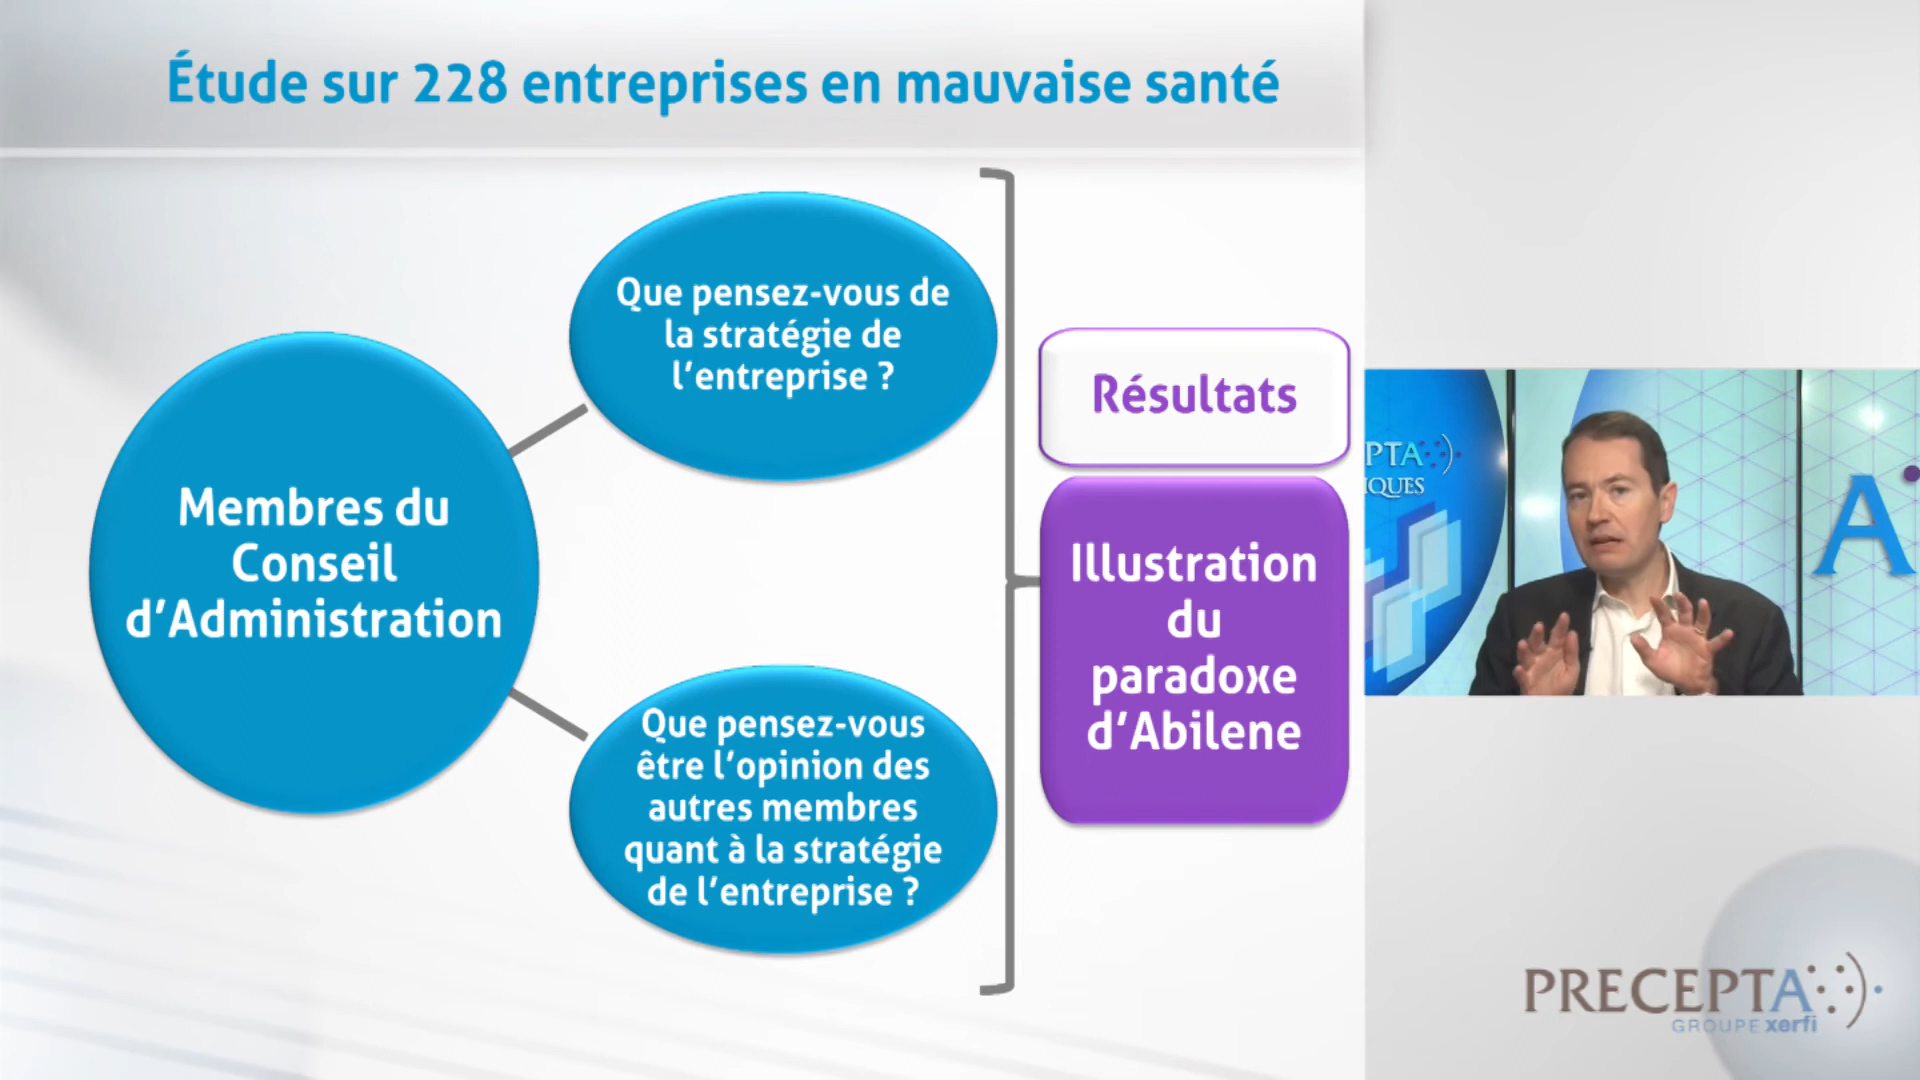 Étude sur 228 entreprises en mauvaise santé
Que pensez-vous de
la stratégie de
l'entreprise ?
Membres du
Conseil
d'Administration
Que pensez-vous
être l'opinion des
autres membres
quant à la stratégie
de l'entreprise ?
Résultats
Illustration
du
paradoxe
d'Abilene
PTA
IQUES
A
PRECEPTA
GROUPE xerfi